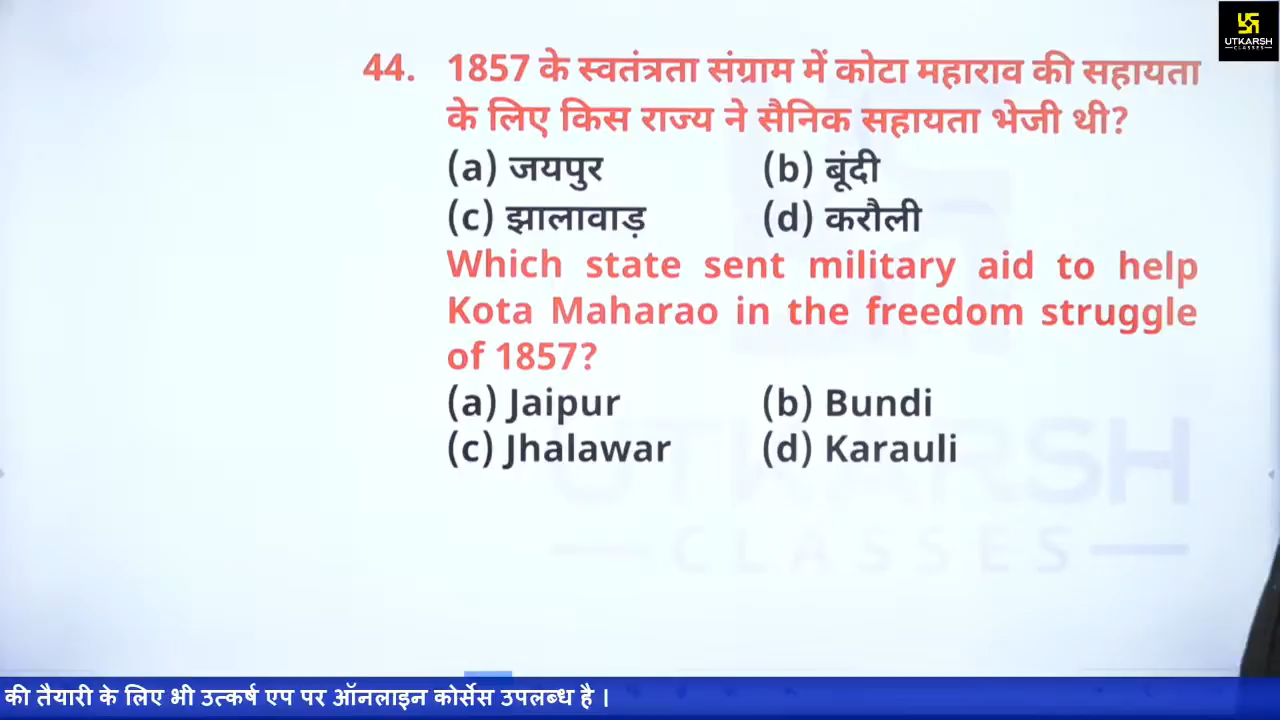 UTKARSH
CLASSES
44. 1857 के स्वतंत्रता संग्राम में कोटा महाराव की सहायता
के लिए किस राज्य ने सैनिक सहायता भेजी थी?
(a) जयपुर (b) बूंदी
(c) झालावाड़ (d) करौली
Which state sent military aid to help
Kota Maharao in the freedom struggle
of 1857?
(a) Jaipur (b) Bundi
(c) Jhalawar (d) Karauli
UTKARSH
CLASSES
की तैयारी के लिए भी उत्कर्ष एप पर ऑनलाइन कोर्सेस उपलब्ध है ।